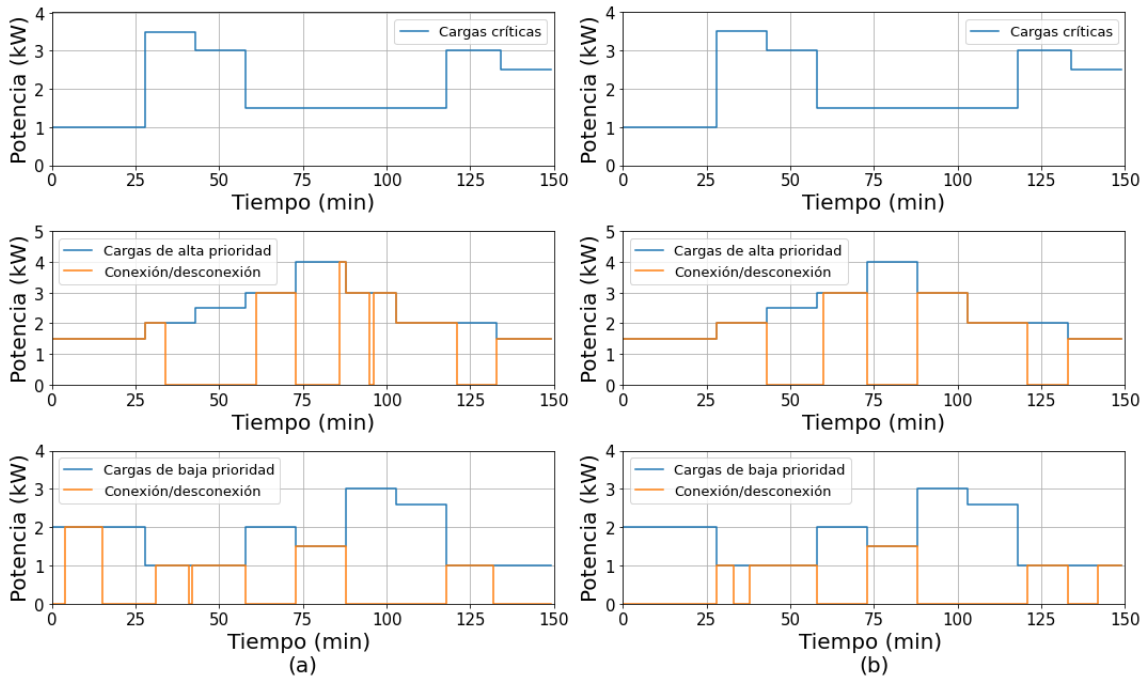 Cargas críticas
Potencia (kW)
4
3
2
1
0
0 25 50 75 100 125 150
Tiempo (min)
Cargas de alta prioridad
Conexión/desconexión
Potencia (kW)
5
4
3
2
1
0
0 25 50 75 100 125 150
Tiempo (min)
Cargas de baja prioridad
Conexión/desconexión
Potencia (kW)
4
3
2
1
0
0 25 50 75 100 125 150
Tiempo (min)
(a)
Cargas críticas
Potencia (kW)
4
3
2
1
0
0 25 50 75 100 125 150
Tiempo (min)
Cargas de alta prioridad
Conexión/desconexión
Potencia (kW)
5
4
3
2
1
0
0 25 50 75 100 125 150
Tiempo (min)
Cargas de baja prioridad
Conexión/desconexión
Potencia (kW)
4
3
2
1
0
0 25 50 75 100 125 150
Tiempo (min)
(b)